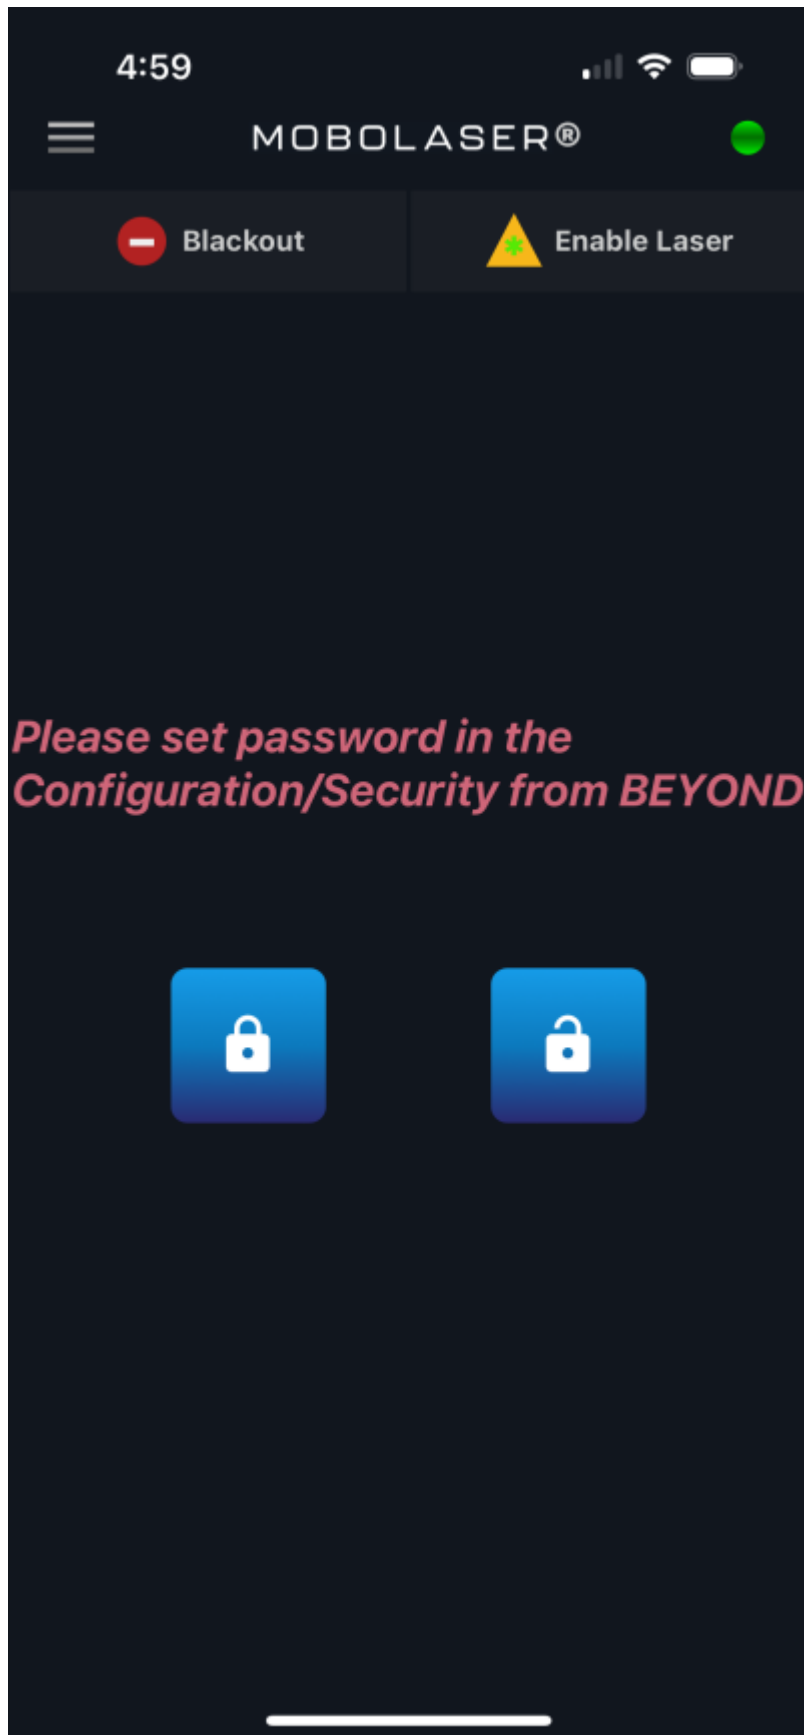 4:59
MOBOLASER®
Blackout
Enable Laser
Please set password in the
Configuration/Security from BEYOND